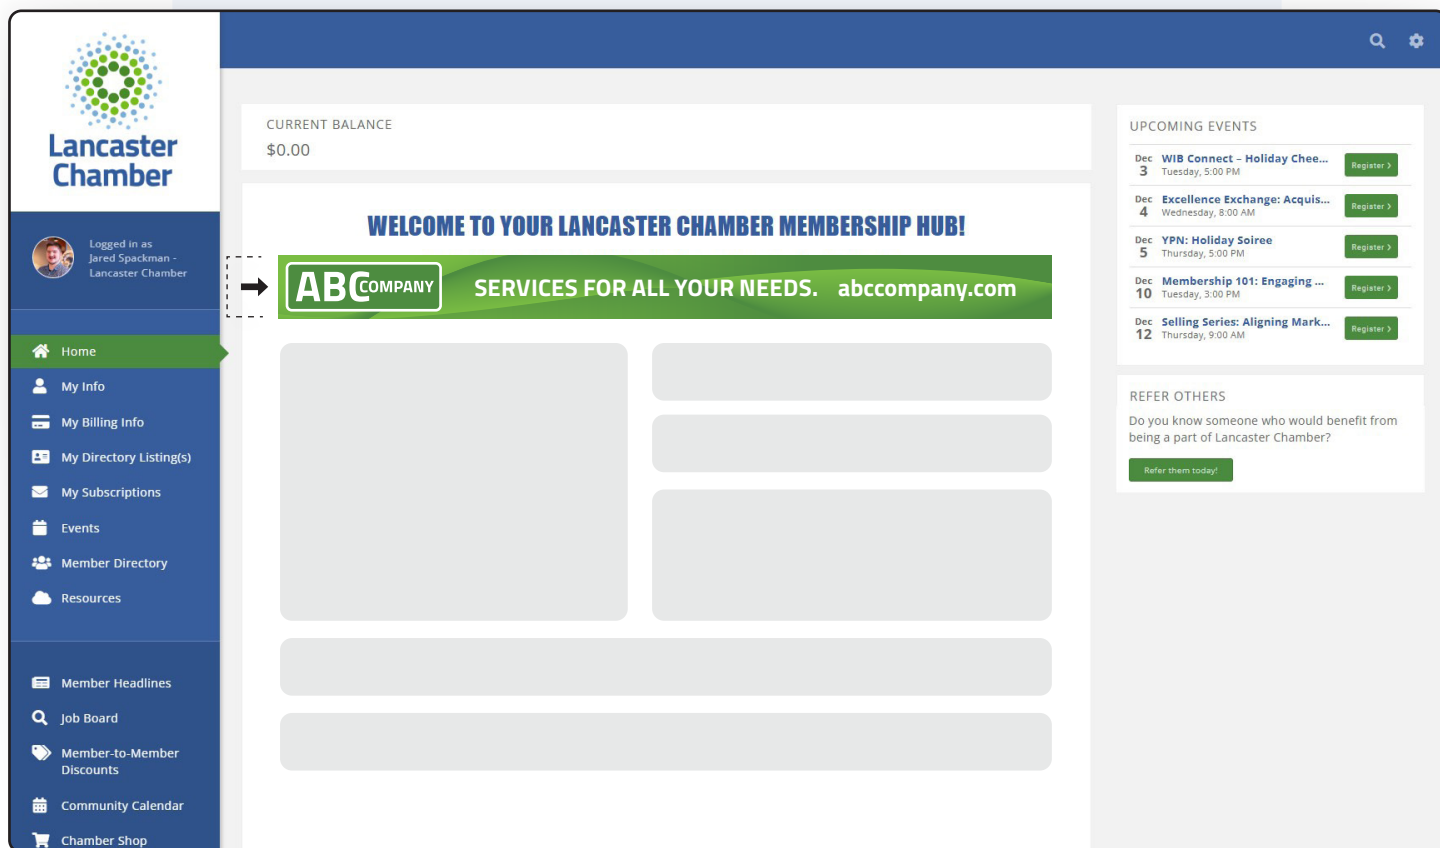 Lancaster
Chamber
Logged in as
Jared Spackman -
Lancaster Chamber
Home
My Info
My Billing Info
My Directory Listing(s)
My Subscriptions
Events
Member Directory
Resources
Member Headlines
Job Board
Member-to-Member
Discounts
Community Calendar
Chamber Shop
CURRENT BALANCE
$0.00
WELCOME TO YOUR LANCASTER CHAMBER MEMBERSHIP HUB!
ABC COMPANY SERVICES FOR ALL YOUR NEEDS. abccompany.com
UPCOMING EVENTS
Dec WIB Connect – Holiday Chee...
3 Tuesday, 5:00 PM
Register
Dec Excellence Exchange: Acquis...
4 Wednesday, 8:00 AM
Register
Dec YPN: Holiday Soiree
5 Thursday, 5:00 PM
Register
Dec Membership 101: Engaging ...
10 Tuesday, 3:00 PM
Register
Dec Selling Series: Aligning Mark...
12 Thursday, 9:00 AM
Register
REFER OTHERS
Do you know someone who would benefit from
being a part of Lancaster Chamber?
Refer them today!